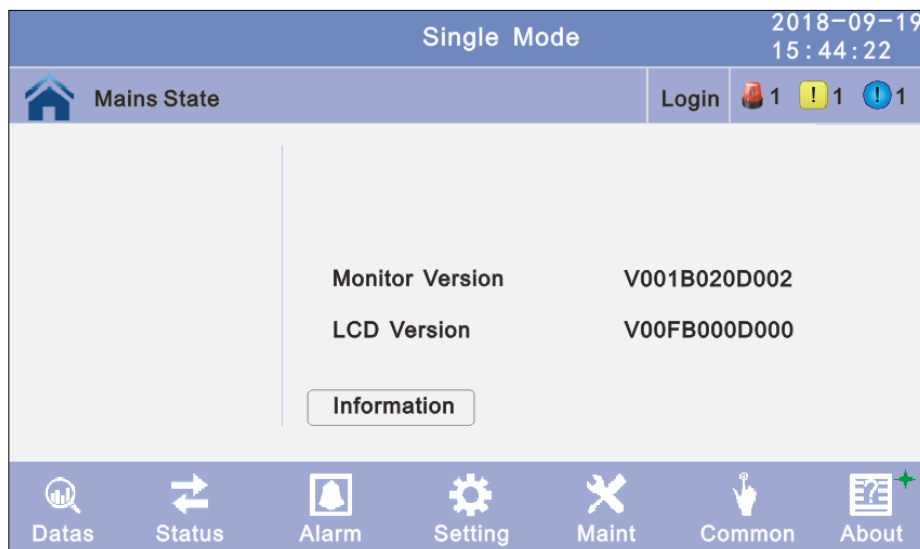 Single Mode
2018-09-19
15:44:22
Mains State
Login 1 ! 1 ! 1
Monitor Version V001B020D002
LCD Version V00FB000D000
Information
Datas Status Alarm Setting Maint Common About